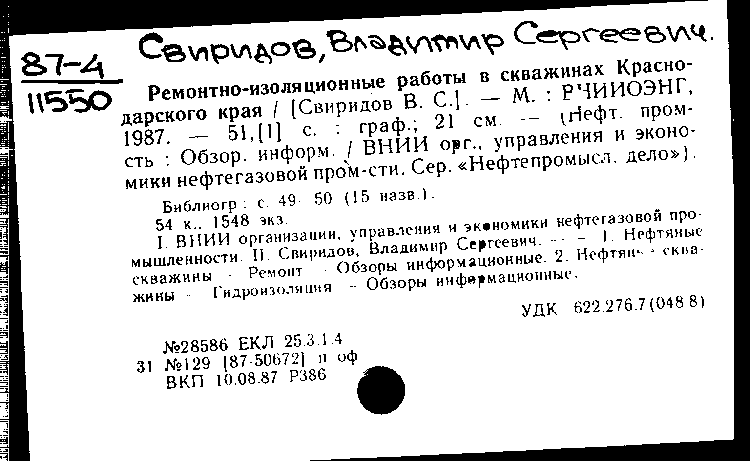 Свиридов, Владимир Сергеевич.
87-4
11550
Ремонтно-изоляционные работы в скважинах Красно-
дарского края / [Свиридов В. С.]. — М. : ВНИИОЭНГ,
1987. — 51,[1] с. : граф.; 21 см. — (Нефт. пром-
сть : Обзор. информ. / ВНИИ орг., управления и эконо-
мики нефтегазовой пром-сти. Сер. «Нефтепромысл. дело»).
Библиогр.: с. 49-50 (15 назв.).
54 к., 1548 экз.
I. ВНИИ организации, управления и экономики нефтегазовой про-
мышленности. II. Свиридов, Владимир Сергеевич. — — 1. Нефтяные
скважины - Ремонт - Обзоры информационные. 2. Нефтян - сква-
жины - Гидроизоляция - Обзоры информационные.
УДК 622.276.7(048.8)
№28586 ЕКЛ 25.3.1.4
31 №129 [87-50672] п оф
ВКП 10.08.87 Р386